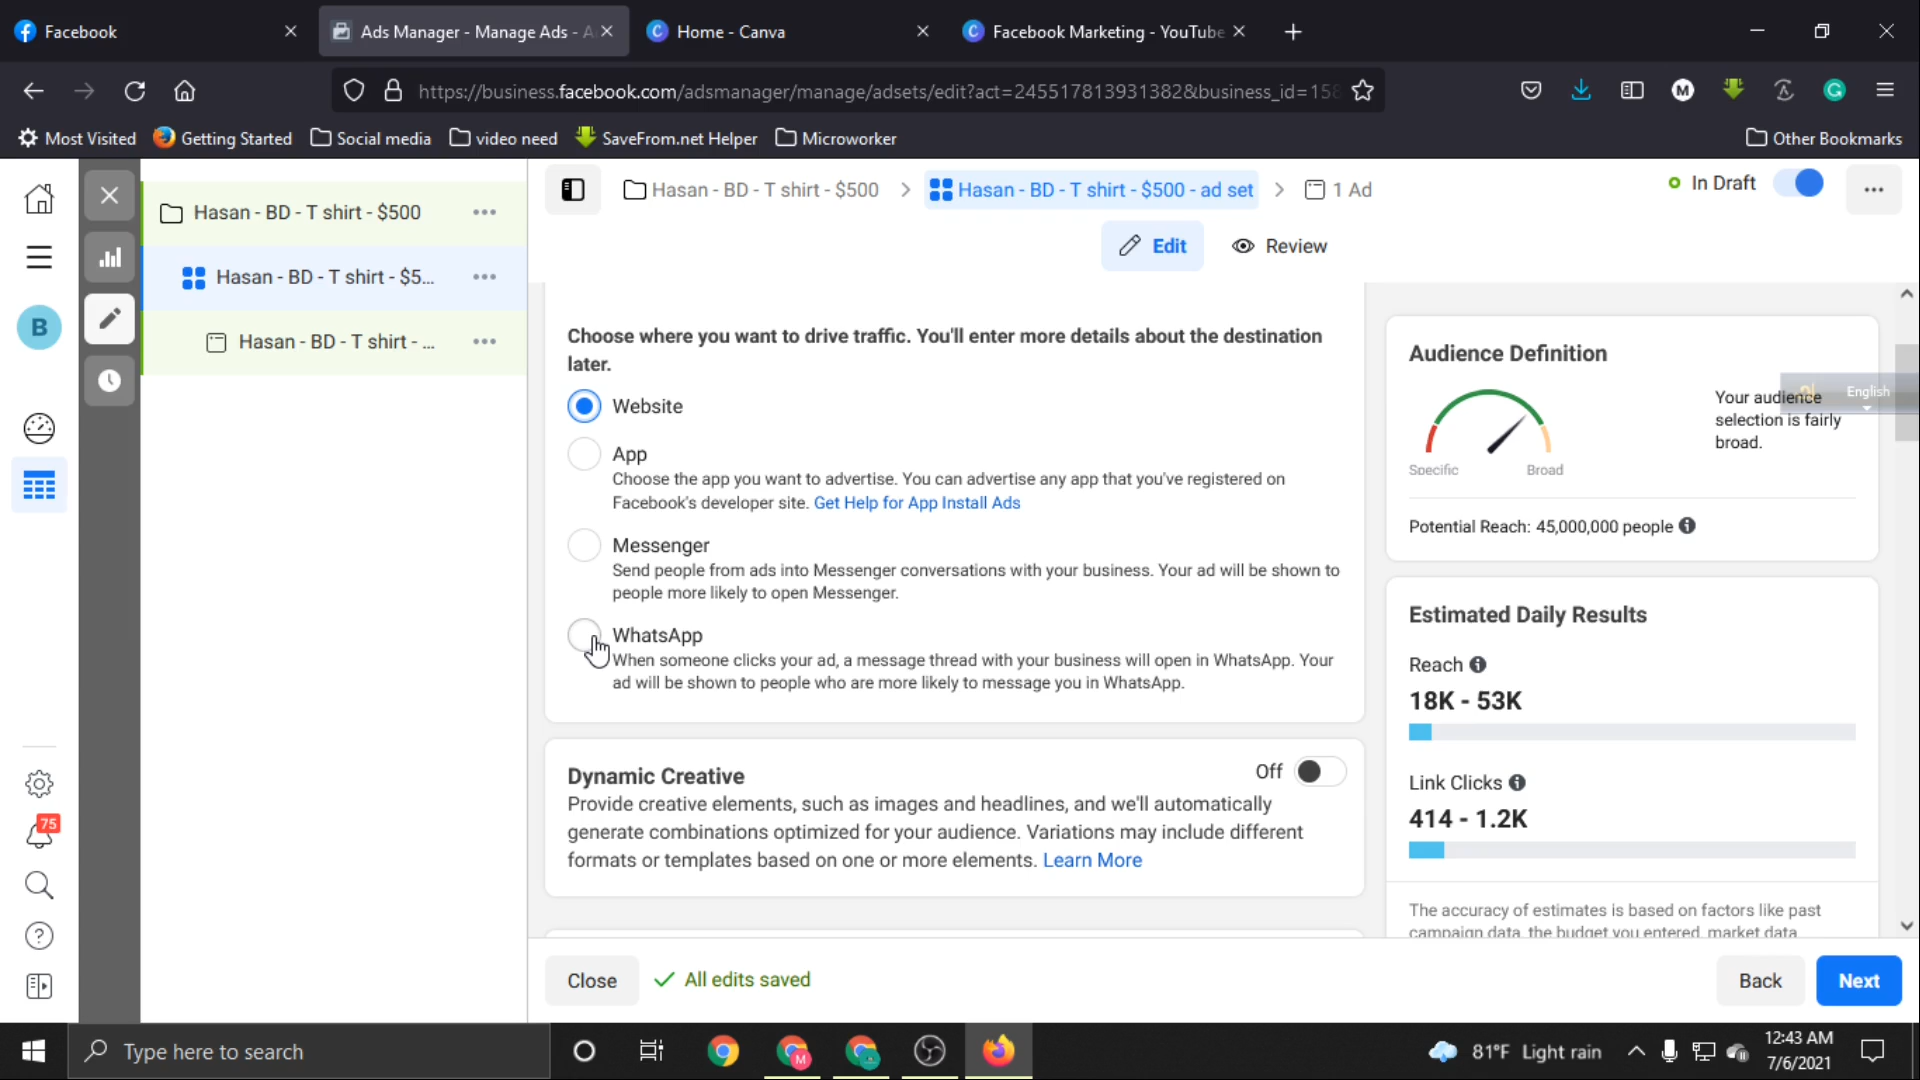 Facebook
Ads Manager - Manage Ads - A
Home - Canva
Facebook Marketing - YouTube
https://business.facebook.com/adsmanager/manage/adsets/edit?act=245517813931382&business_id=158
M
G
Most Visited
Getting Started
Social media
video need
SaveFrom.net Helper
Microworker
Other Bookmarks
B
75
Hasan - BD - T shirt - $500
Hasan - BD - T shirt - $5...
Hasan - BD - T shirt - ...
Hasan - BD - T shirt - $500
Hasan - BD - T shirt - $500 - ad set
1 Ad
In Draft
Edit
Review
Choose where you want to drive traffic. You'll enter more details about the destination
later.
Website
App
Choose the app you want to advertise. You can advertise any app that you've registered on
Facebook's developer site. Get Help for App Install Ads
Messenger
Send people from ads into Messenger conversations with your business. Your ad will be shown to
people more likely to open Messenger.
WhatsApp
When someone clicks your ad, a message thread with your business will open in WhatsApp. Your
ad will be shown to people who are more likely to message you in WhatsApp.
Dynamic Creative
Off
Provide creative elements, such as images and headlines, and we'll automatically
generate combinations optimized for your audience. Variations may include different
formats or templates based on one or more elements. Learn More
Audience Definition
Specific
Broad
Your audience
selection is fairly
broad.
English
Potential Reach: 45,000,000 people
Estimated Daily Results
Reach
18K - 53K
Link Clicks
414 - 1.2K
The accuracy of estimates is based on factors like past
campaign data, the budget you entered, market data
Close
All edits saved
Back
Next
Type here to search
M
81°F Light rain
12:43 AM
7/6/2021